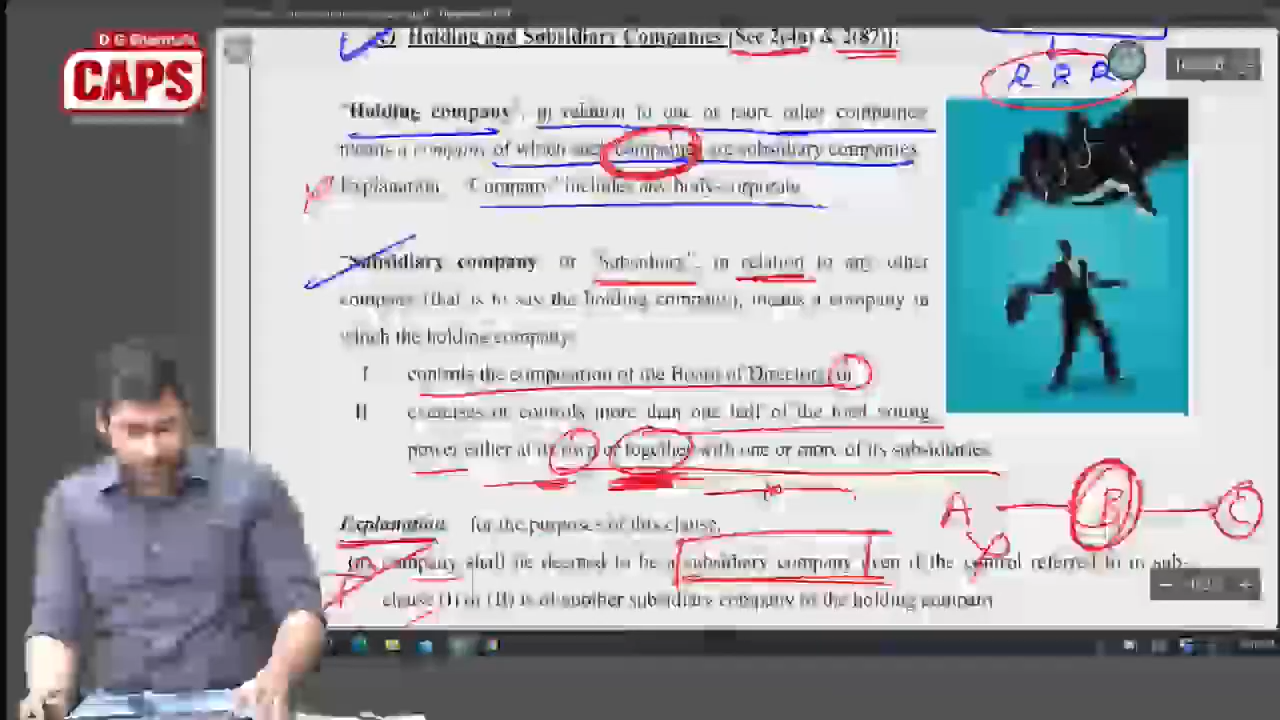 D G Sharma's
CAPS
Holding and Subsidiary Companies [Sec 2(46) & 2(87)]:
R R R
"Holding company", in relation to one or more other companies
means a company of which such companies are subsidiary companies
Explanation "Company" includes any body-corporate
"Subsidiary company or "Subsidiary", in relation to any other
company (that is to say the holding company), means a company in
which the holding company:
I controls the composition of the Board of Directors or
II exercises or controls more than one half of the total voting
power either at its own or together with one or more of its subsidiaries
A B C
Explanation for the purposes of this clause,
company shall be deemed to be a subsidiary company even if the control referred to in sub-
clause (I) or (II) is of another subsidiary company of the holding company